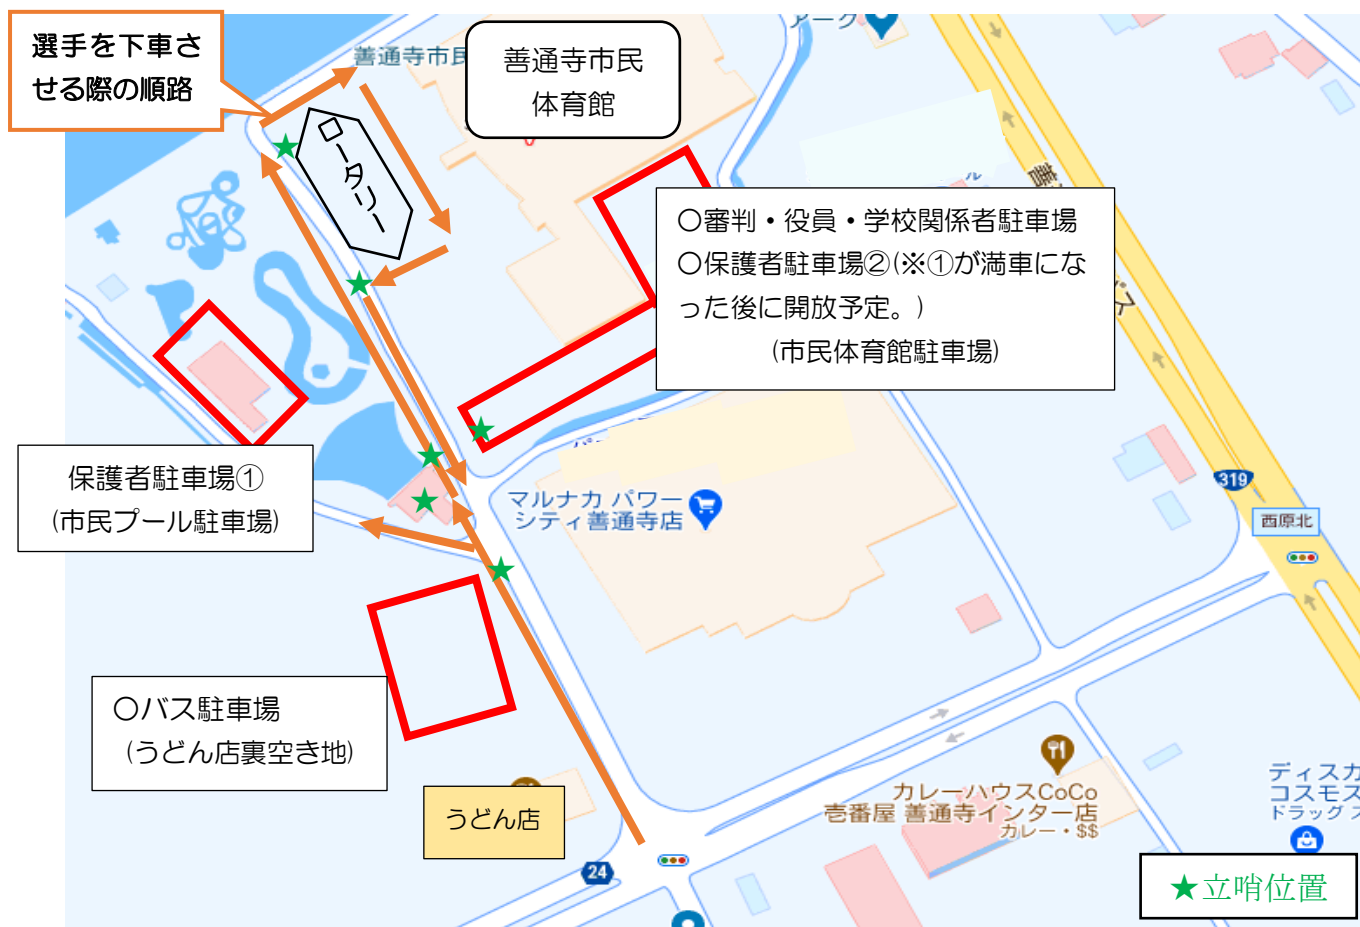 選手を下車さ
せる際の順路
善通寺市民
体育館
善通寺市民
アーク
ロータリー
〇審判・役員・学校関係者駐車場
〇保護者駐車場②(※①が満車にな
った後に開放予定。)
(市民体育館駐車場)
ル
善
バス
保護者駐車場①
(市民プール駐車場)
マルナカ パワー
シティ善通寺店
319
西原北
〇バス駐車場
(うどん店裏空き地)
うどん店
カレーハウスCoCo
壱番屋 善通寺インター店
カレー・$$
ディスカ
コスモス
ドラッグ ス
24
★立哨位置